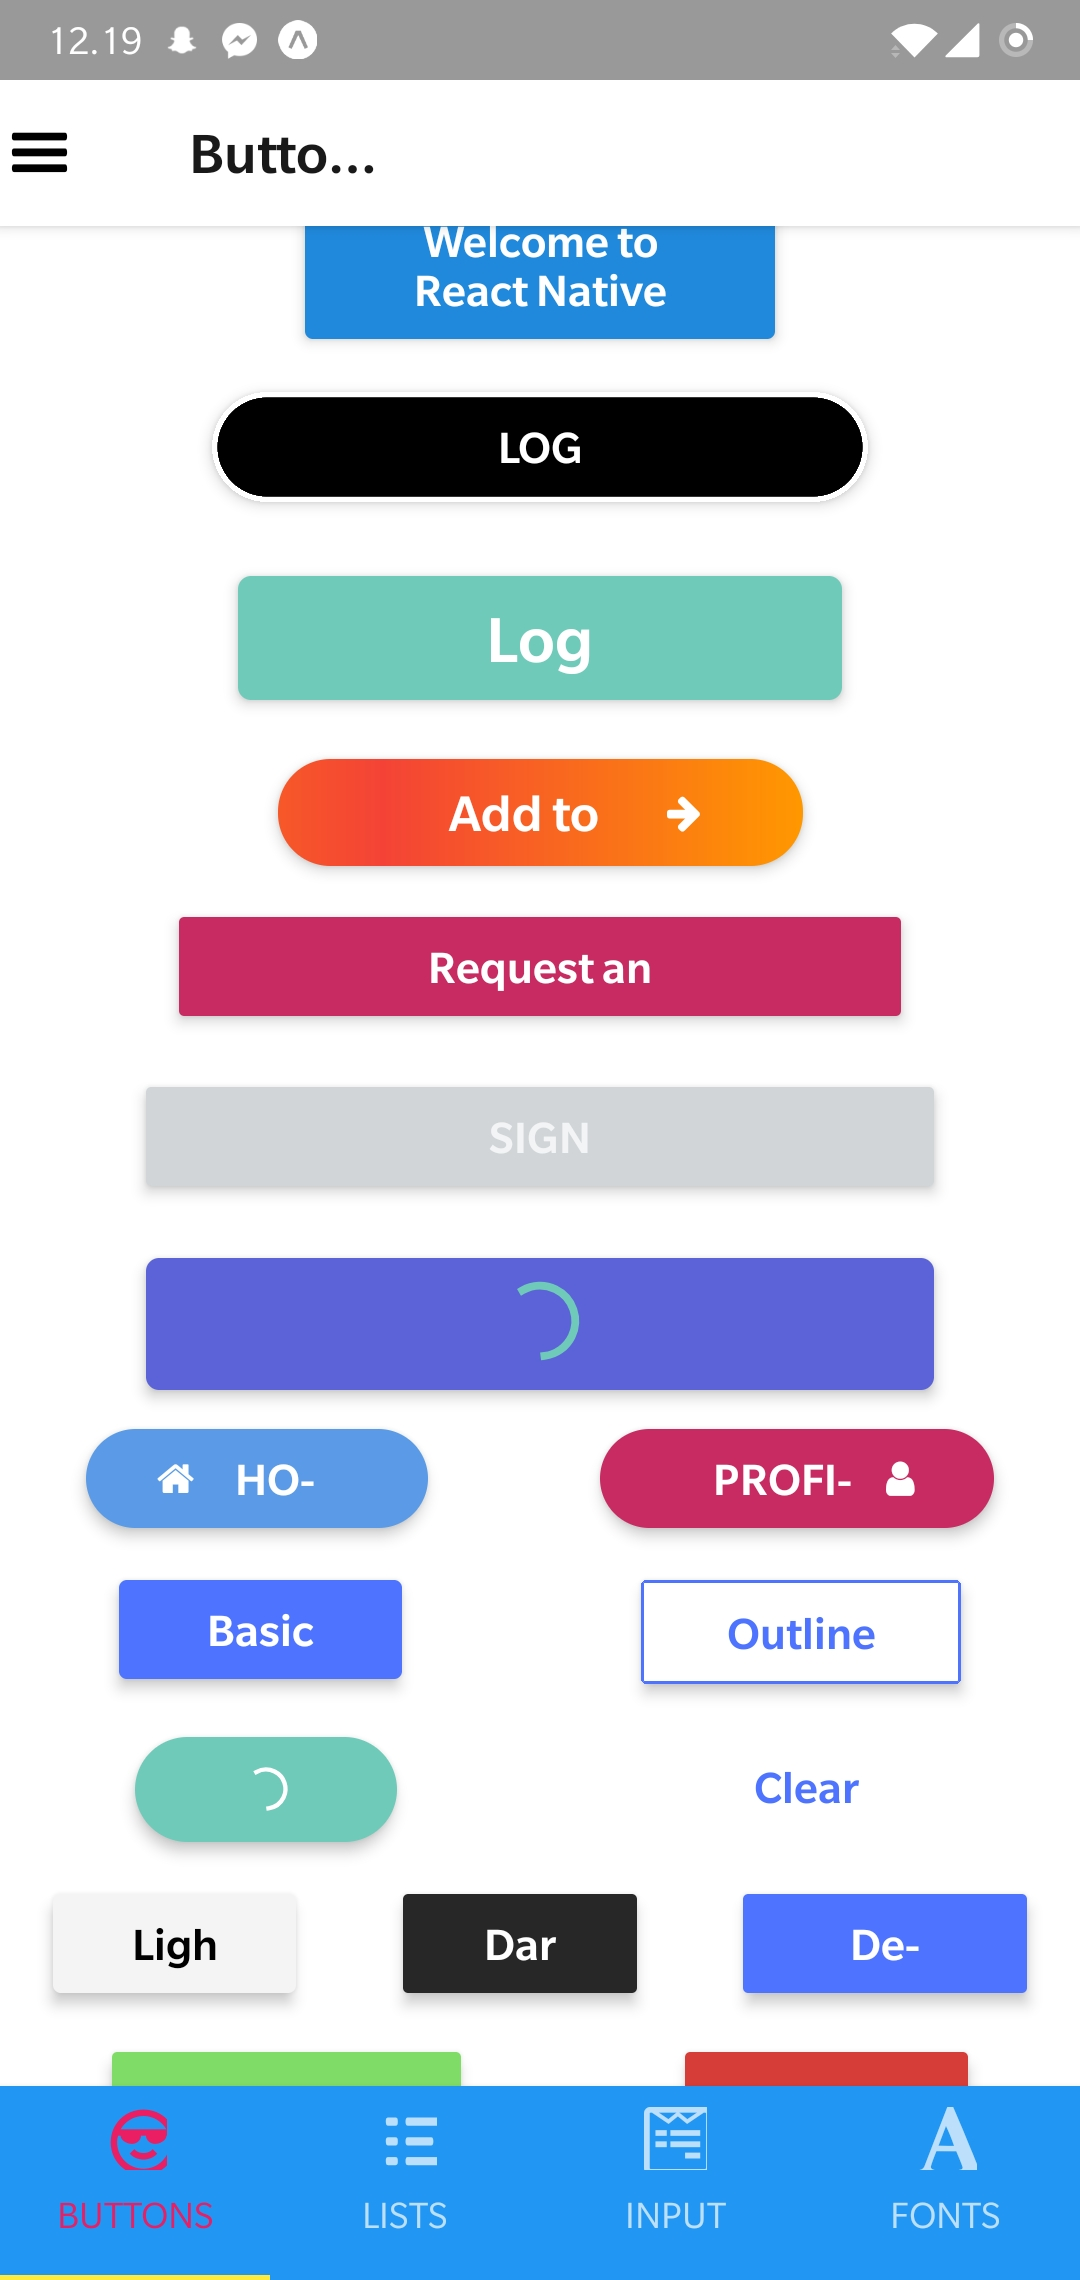 12.19
Butto...
Welcome to
React Native
LOG
Log
Add to
Request an
SIGN
HO-
PROFI-
Basic
Outline
Clear
Ligh
Dar
De-
BUTTONS
LISTS
INPUT
FONTS